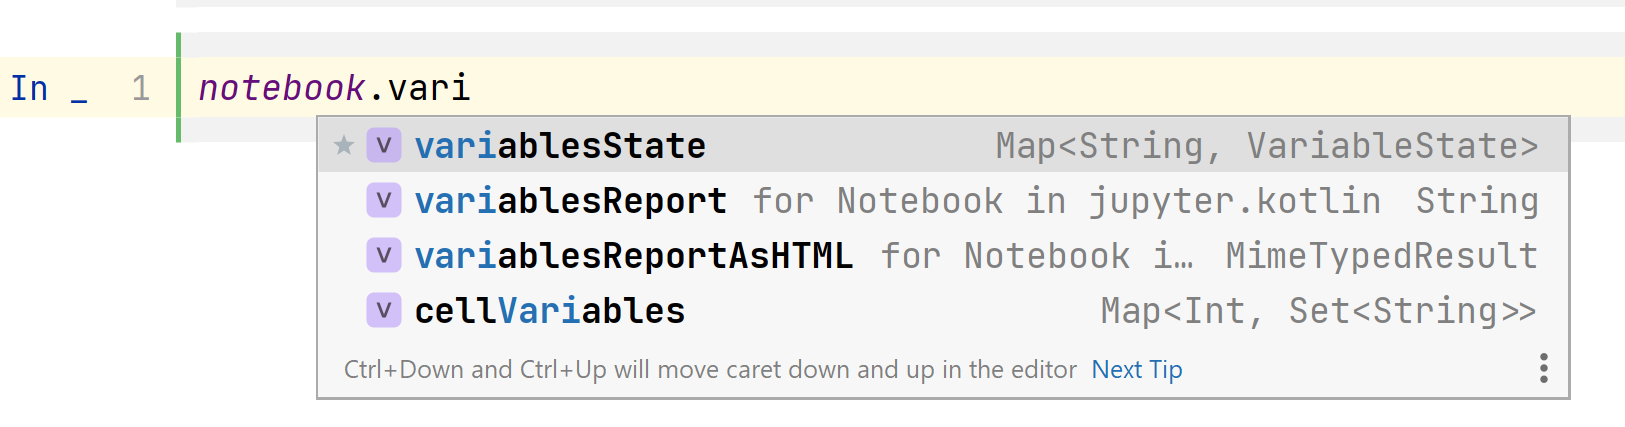 In _ 1 notebook.vari
v variablesState Map<String, VariableState>
v variablesReport for Notebook in jupyter.kotlin String
v variablesReportAsHTML for Notebook i… MimeTypedResult
v cellVariables Map<Int, Set<String>>
Ctrl+Down and Ctrl+Up will move caret down and up in the editor Next Tip